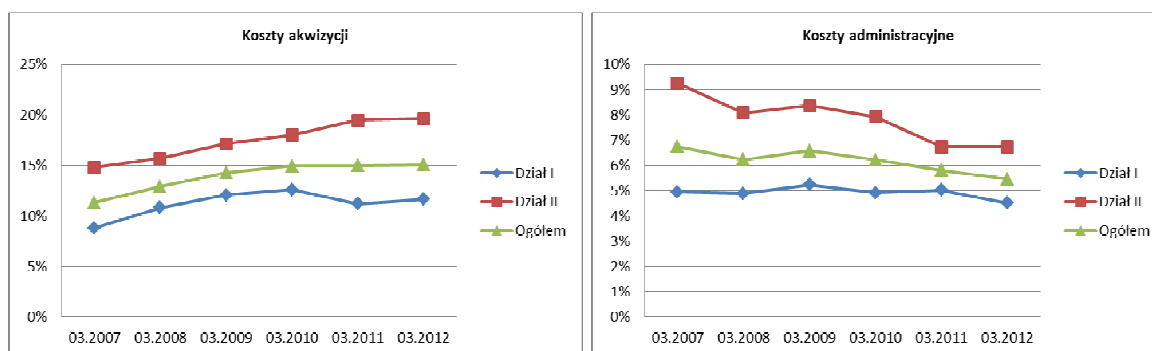 Koszty akwizycji
25%
20%
15%
10%
5%
0%
03.2007 03.2008 03.2009 03.2010 03.2011 03.2012
Dział I
Dział II
Ogółem
Koszty administracyjne
10%
9%
8%
7%
6%
5%
4%
3%
2%
1%
0%
03.2007 03.2008 03.2009 03.2010 03.2011 03.2012
Dział I
Dział II
Ogółem